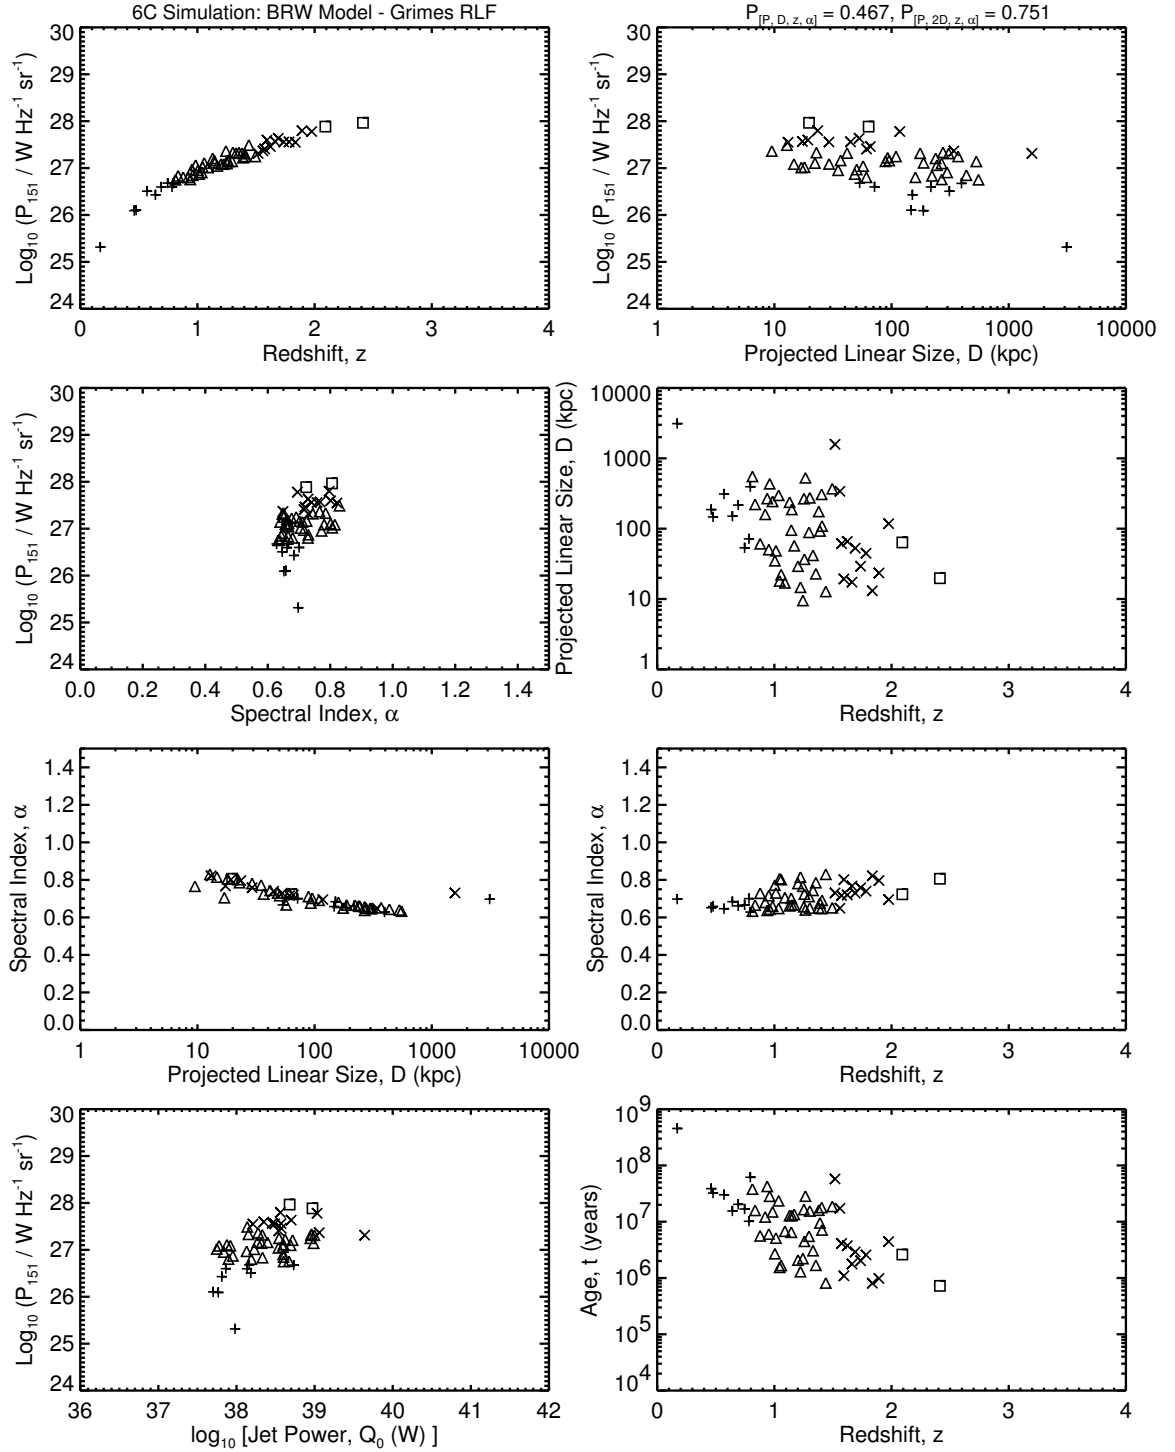 6C Simulation: BRW Model - Grimes RLF
P[P, D, z, α] = 0.467, P[P, 2D, z, α] = 0.751
Log10 (P151 / W Hz-1 sr-1)
30
29
28
27
26
25
24
0 1 2 3 4
Redshift, z
Log10 (P151 / W Hz-1 sr-1)
30
29
28
27
26
25
24
1 10 100 1000 10000
Projected Linear Size, D (kpc)
Log10 (P151 / W Hz-1 sr-1)
30
29
28
27
26
25
24
0.0 0.2 0.4 0.6 0.8 1.0 1.2 1.4
Spectral Index, α
Projected Linear Size, D (kpc)
10000
1000
100
10
1
0 1 2 3 4
Redshift, z
Spectral Index, α
1.4
1.2
1.0
0.8
0.6
0.4
0.2
0.0
1 10 100 1000 10000
Projected Linear Size, D (kpc)
Spectral Index, α
1.4
1.2
1.0
0.8
0.6
0.4
0.2
0.0
0 1 2 3 4
Redshift, z
Log10 (P151 / W Hz-1 sr-1)
30
29
28
27
26
25
24
36 37 38 39 40 41 42
log10 [Jet Power, Q0 (W) ]
Age, t (years)
10^9
10^8
10^7
10^6
10^5
10^4
0 1 2 3 4
Redshift, z